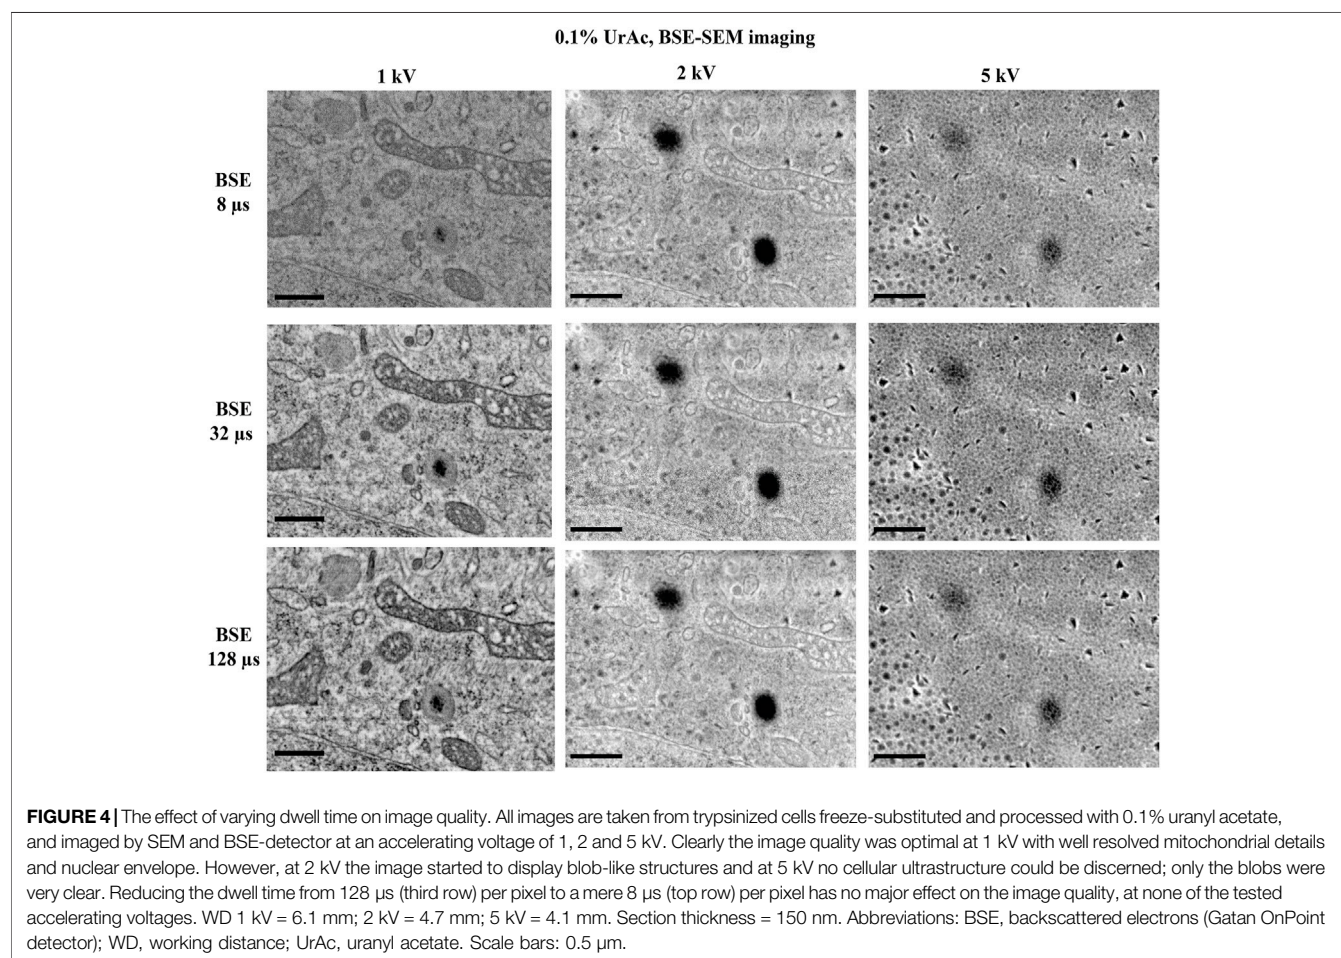 0.1% UrAc, BSE-SEM imaging
1 kV
2 kV
5 kV
BSE
8 µs
BSE
32 µs
BSE
128 µs
FIGURE 4 | The effect of varying dwell time on image quality. All images are taken from trypsinized cells freeze-substituted and processed with 0.1% uranyl acetate,
and imaged by SEM and BSE-detector at an accelerating voltage of 1, 2 and 5 kV. Clearly the image quality was optimal at 1 kV with well resolved mitochondrial details
and nuclear envelope. However, at 2 kV the image started to display blob-like structures and at 5 kV no cellular ultrastructure could be discerned; only the blobs were
very clear. Reducing the dwell time from 128 µs (third row) per pixel to a mere 8 µs (top row) per pixel has no major effect on the image quality, at none of the tested
accelerating voltages. WD 1 kV = 6.1 mm; 2 kV = 4.7 mm; 5 kV = 4.1 mm. Section thickness = 150 nm. Abbreviations: BSE, backscattered electrons (Gatan OnPoint
detector); WD, working distance; UrAc, uranyl acetate. Scale bars: 0.5 µm.